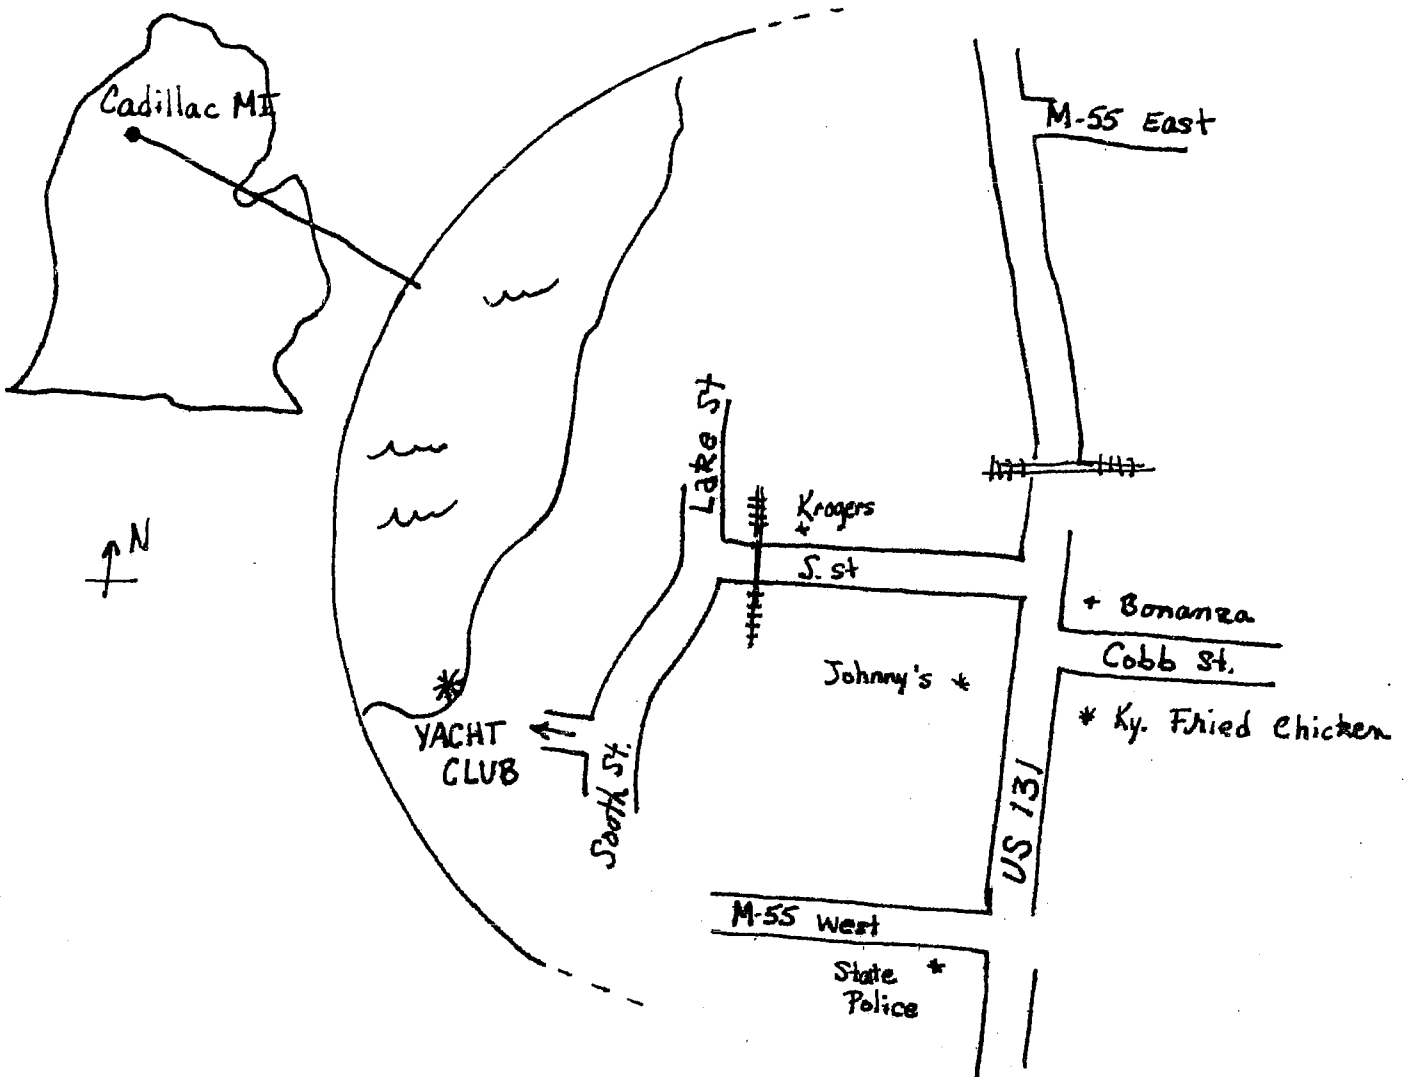 Cadillac MI
M-55 East
Lake St
Krogers
N
S. St
Bonanza
Cobb St.
Johnny's
Ky. Fried Chicken
YACHT
CLUB
South St.
US 131
M-55 West
State
Police